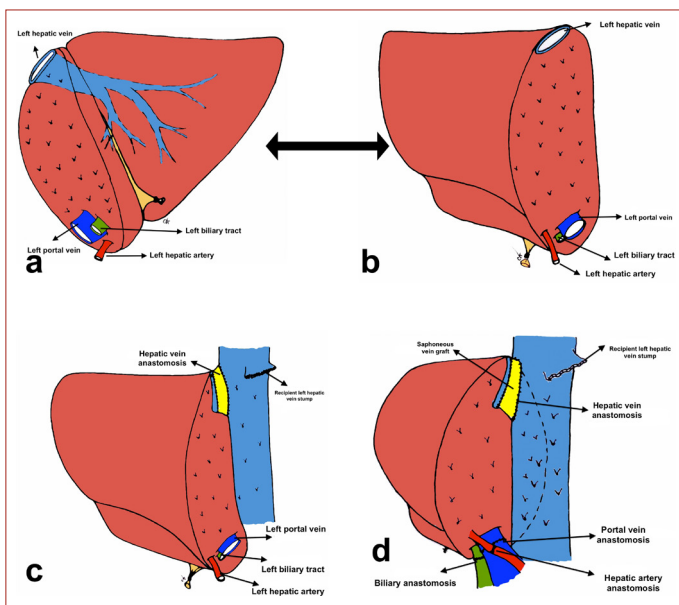 Left hepatic vein
Left biliary tract
Left portal vein
Left hepatic artery
a
Left hepatic vein
Left portal vein
Left biliary tract
Left hepatic artery
b
Hepatic vein
anastomosis
Recipient left hepatic
vein stump
Left portal vein
Left biliary tract
Left hepatic artery
c
Saphoneous
vein graft
Recipient left hepatic
vein stump
Hepatic vein
anastomosis
Portal vein
anastomosis
Hepatic artery
anastomosis
Biliary anastomosis
d